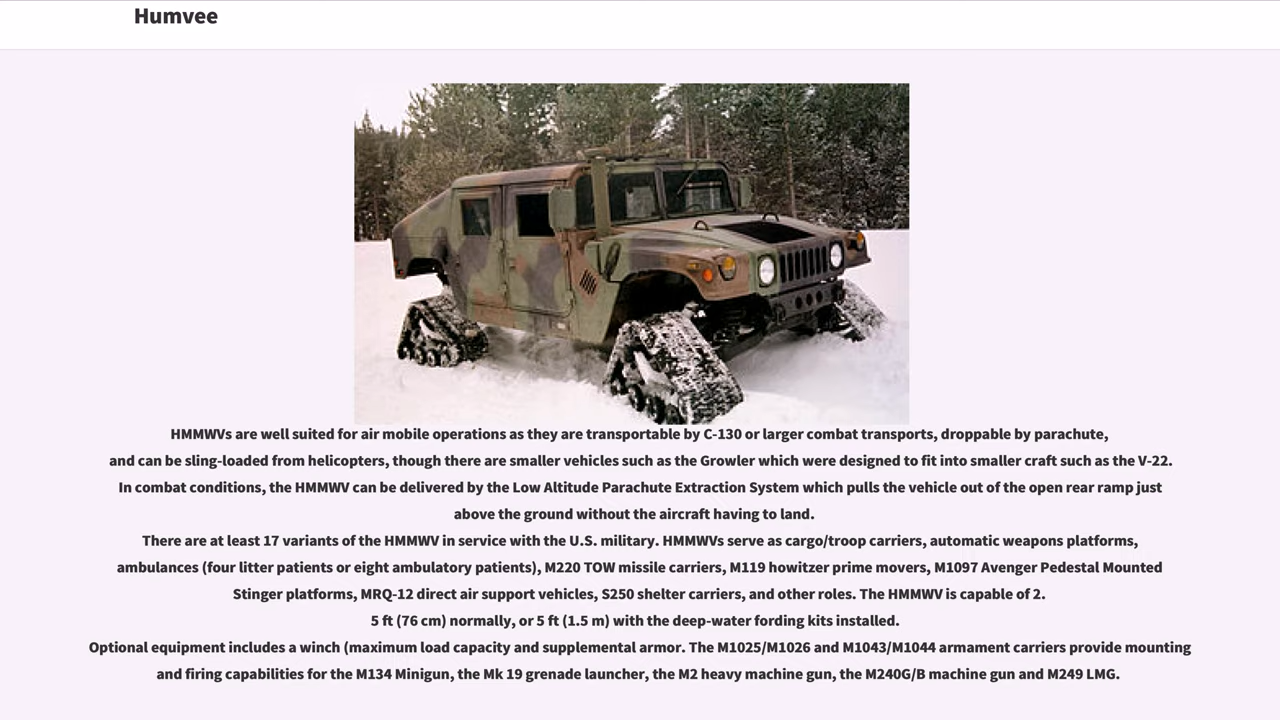 Humvee
HMMWVs are well suited for air mobile operations as they are transportable by C-130 or larger combat transports, droppable by parachute,
and can be sling-loaded from helicopters, though there are smaller vehicles such as the Growler which were designed to fit into smaller craft such as the V-22.
In combat conditions, the HMMWV can be delivered by the Low Altitude Parachute Extraction System which pulls the vehicle out of the open rear ramp just
above the ground without the aircraft having to land.
There are at least 17 variants of the HMMWV in service with the U.S. military. HMMWVs serve as cargo/troop carriers, automatic weapons platforms,
ambulances (four litter patients or eight ambulatory patients), M220 TOW missile carriers, M119 howitzer prime movers, M1097 Avenger Pedestal Mounted
Stinger platforms, MRQ-12 direct air support vehicles, S250 shelter carriers, and other roles. The HMMWV is capable of 2.
5 ft (76 cm) normally, or 5 ft (1.5 m) with the deep-water fording kits installed.
Optional equipment includes a winch (maximum load capacity and supplemental armor. The M1025/M1026 and M1043/M1044 armament carriers provide mounting
and firing capabilities for the M134 Minigun, the Mk 19 grenade launcher, the M2 heavy machine gun, the M240G/B machine gun and M249 LMG.